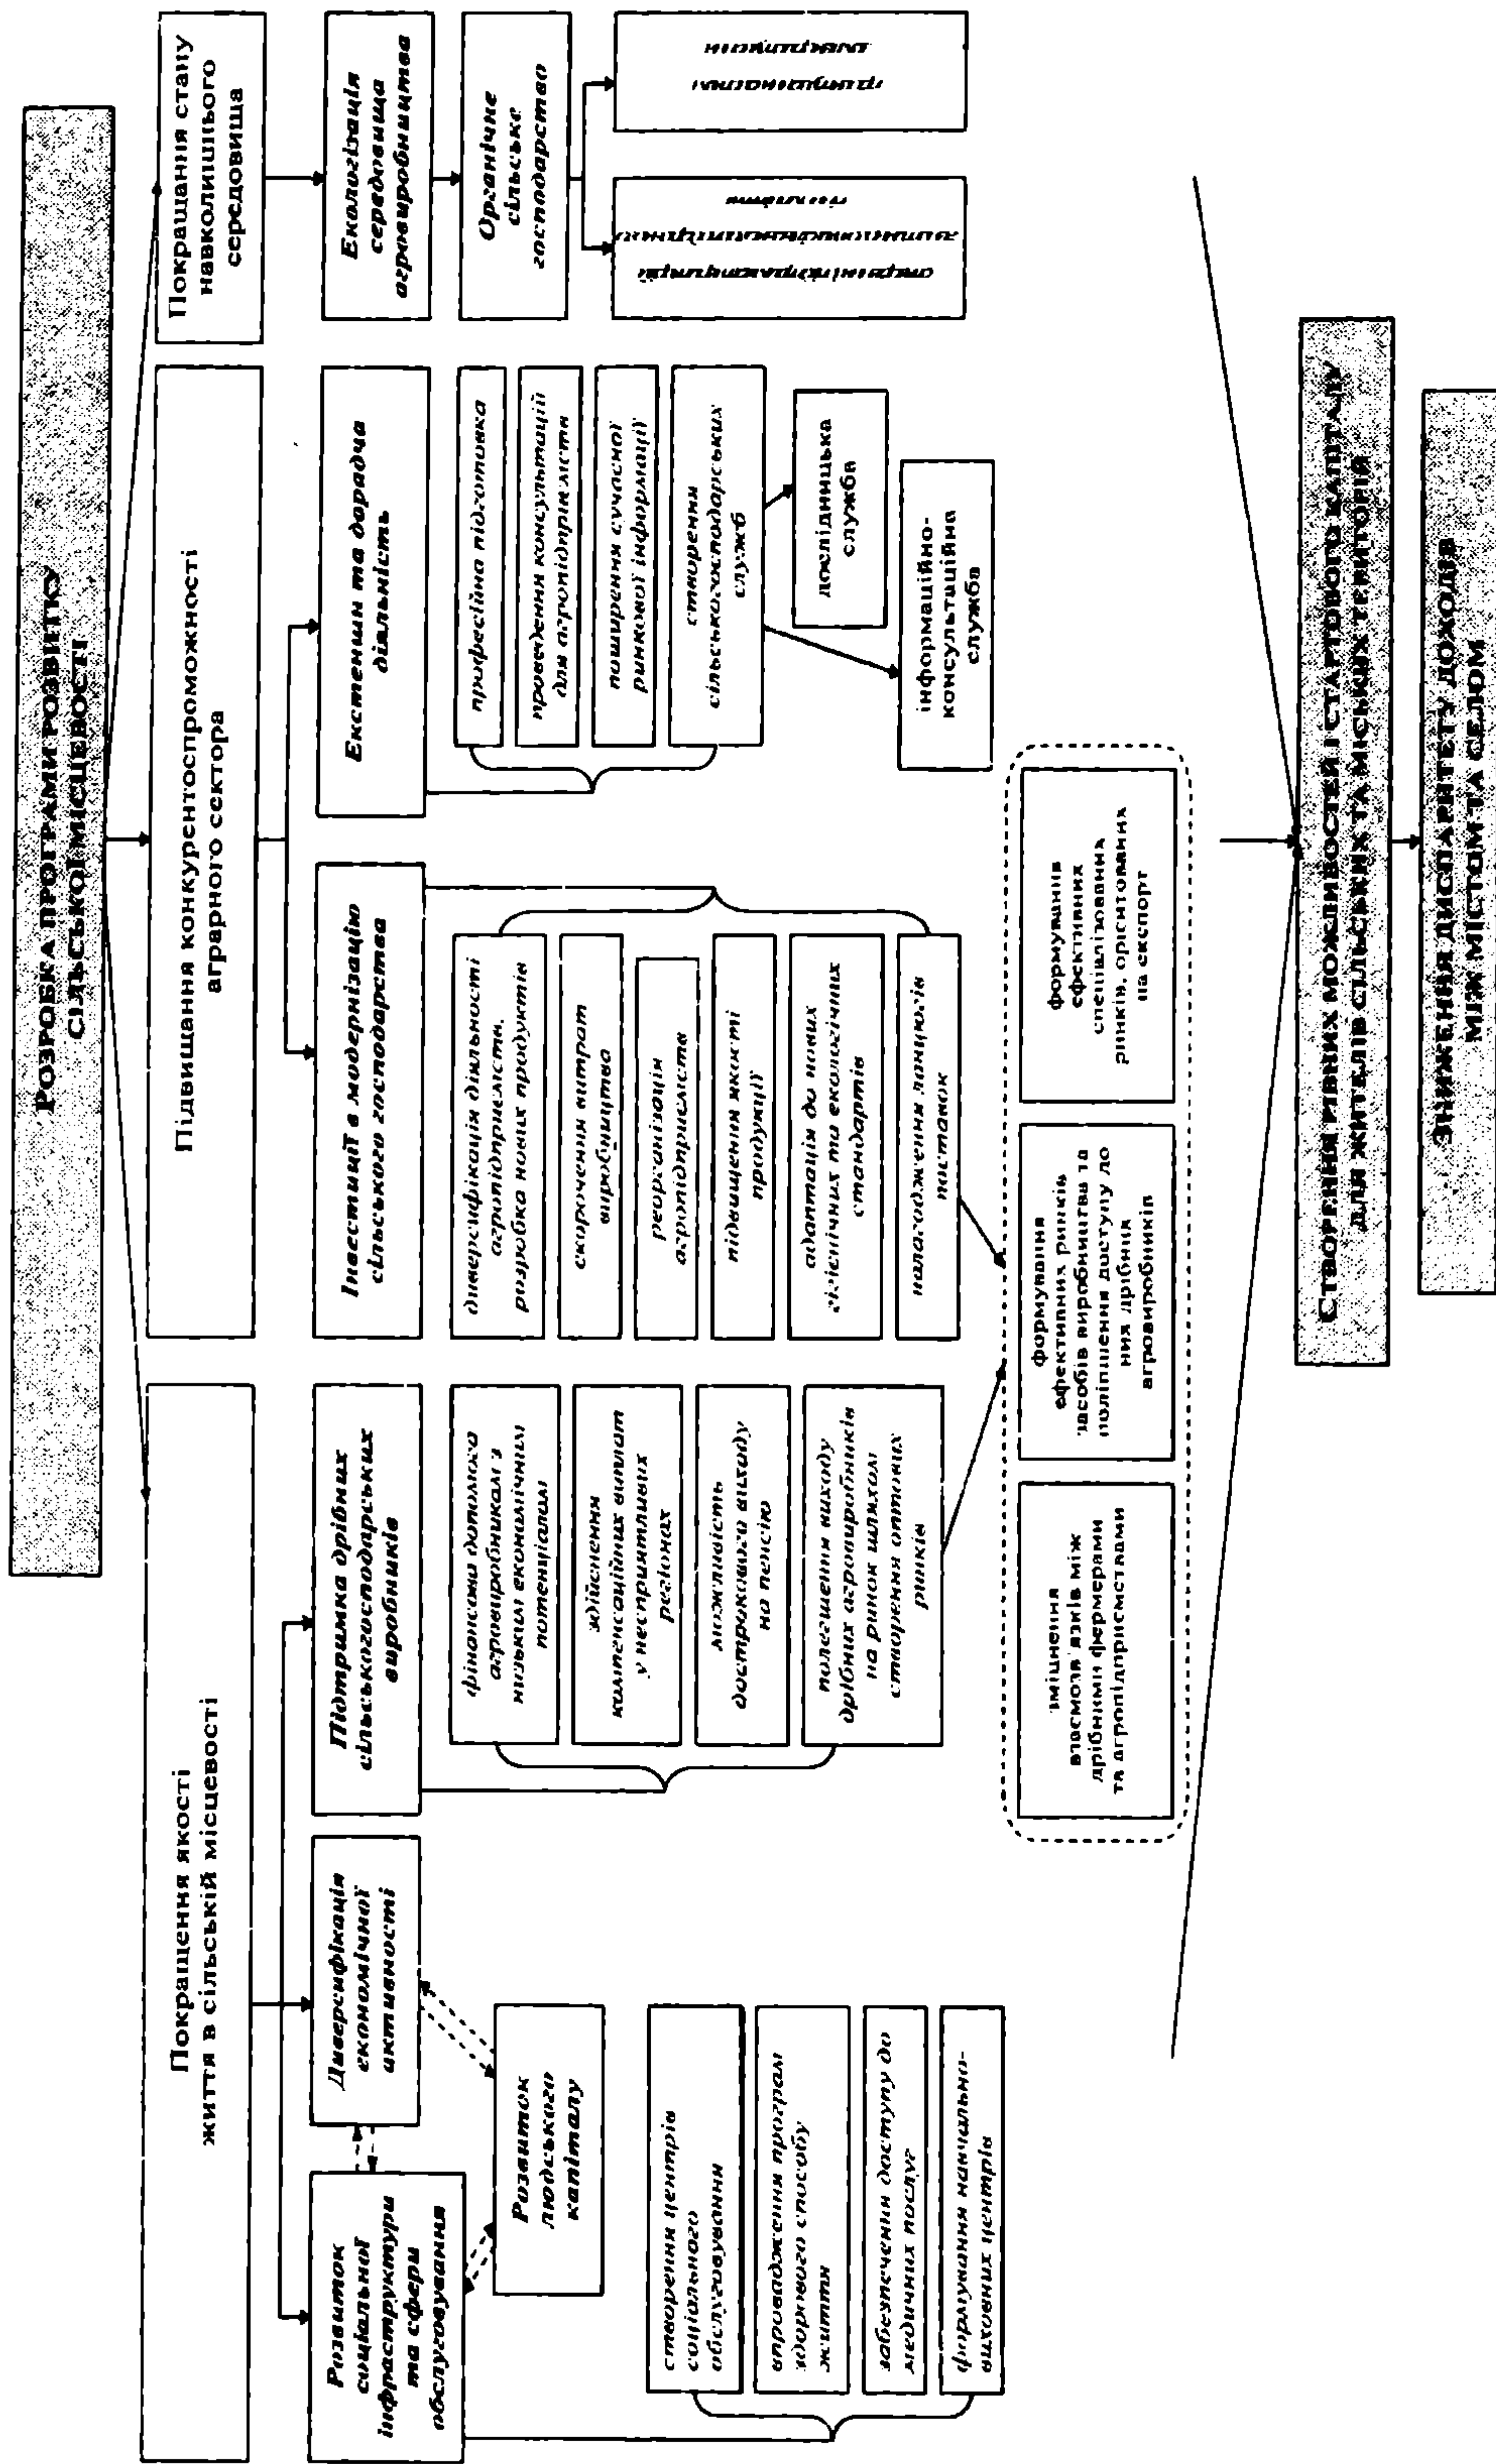 РОЗРОБКА ПРОГРАМИ РОЗВИТКУ
СІЛЬСЬКОЇ МІСЦЕВОСТІ
Покращення якості
життя в сільській місцевості
Підвищання конкурентоспроможності
аграрного сектора
Покращання стану
навколишнього
середовища
Розвиток
соціальної
інфраструктури
та сфери
обслуговування
Диверсифікація
економічної
активності
Підтримка дрібних
сільськогосподарських
виробників
Інвестиції в модернізацію
сільського господарства
Екстеншн та дорадча
діяльність
Екологізація
середовища
агровиробництва
Розвиток
людського
капіталу
створення центрів
соціального
обслуговування
впровадження програм
здорового способу
життя
забезпечення доступу до
медичних послуг
формування навчально-
виховних центрів
фінансова допомога
агровиробникам з
низьким економічним
потенціалом
здійснення
компенсаційних виплат
у несприятливих
регіонах
можливість
дострокового виходу
на пенсію
полегшення виходу
дрібних агровиробників
на ринок шляхом
створення оптових
ринків
диверсифікація діяльності
агропідприємств,
розробка нових продуктів
скорочення витрат
виробництва
реорганізація
агропідприємств
підвищення якості
продукції
адаптація до нових
гігієнічних та екологічних
стандартів
налагодження ланцюгів
поставок
професійна підготовка
проведення консультацій
для агропідприємств
поширення сучасної
ринкової інформації
створення
сільськогосподарських
служб
дослідницька
служба
інформаційно-
консультаційна
служба
Органічне
сільське
господарство
зміцнення
взаємозв'язків між
дрібними фермерами
та агропідприємствами
формування
ефективних ринків
засобів виробництва та
поліпшення доступу до
них дрібних
агровиробників
формування
ефективних
спеціалізованих
ринків, орієнтованих
на експорт
СТВОРЕННЯ РІВНИХ МОЖЛИВОСТЕЙ І СТАРТОВОГО КАПІТАЛУ
ДЛЯ ЖИТЕЛІВ СІЛЬСЬКИХ ТА МІСЬКИХ ТЕРИТОРІЙ
ЗНИЖЕННЯ ДИСПАРИТЕТУ ДОХОДІВ
МІЖ МІСТОМ ТА СЕЛОМ